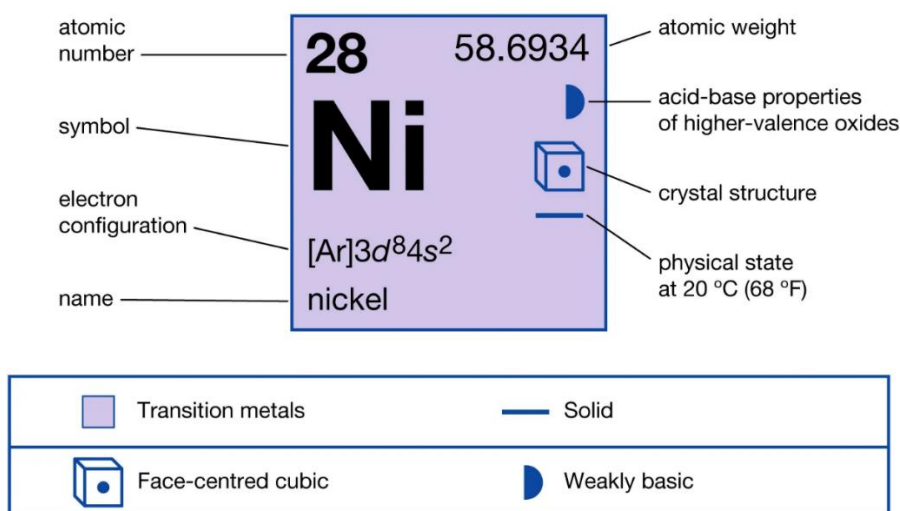 atomic
number
28
58.6934
atomic weight
symbol
Ni
acid-base properties
of higher-valence oxides
crystal structure
electron
configuration
[Ar]3d⁸4s²
physical state
at 20 °C (68 °F)
name
nickel
Transition metals
Solid
Face-centred cubic
Weakly basic